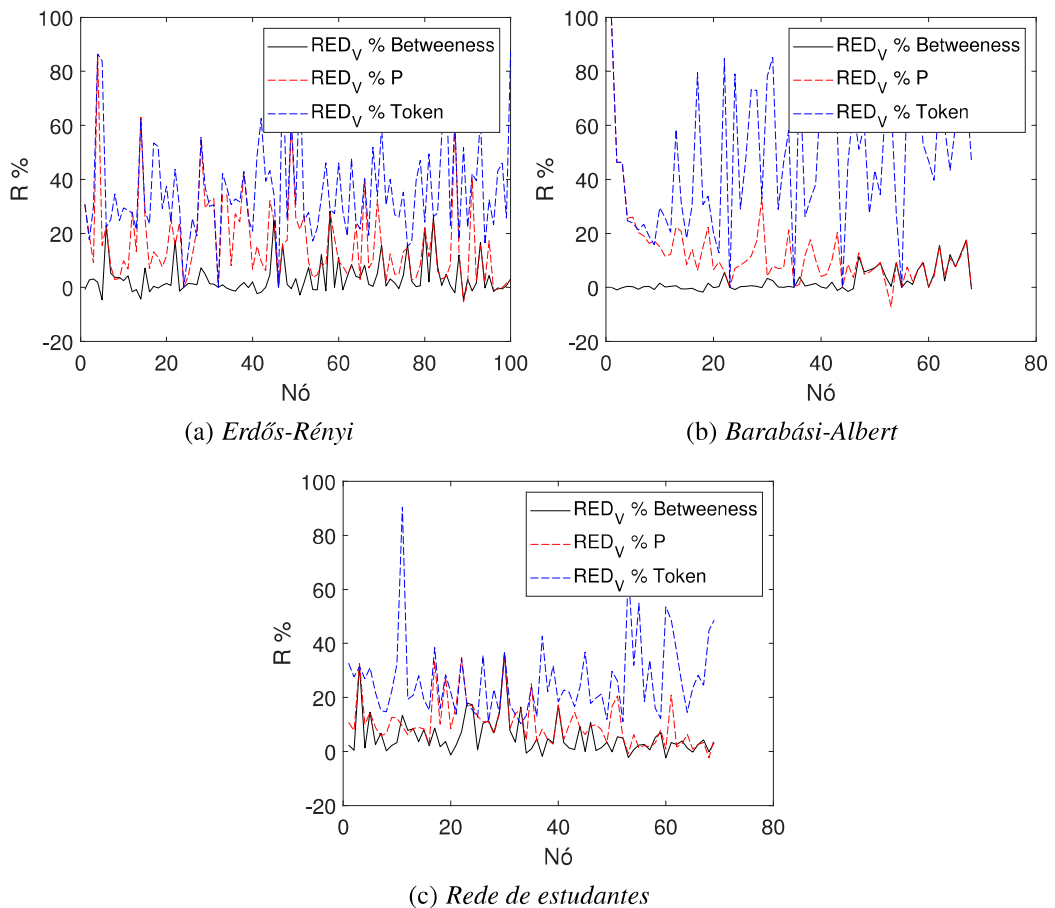 100
80
60
40
20
0
-20
R %
0
20
40
60
80
100
Nó
RED_V % Betweeness
RED_V % P
RED_V % Token
(a) Erdős-Rényi
100
80
60
40
20
0
-20
R %
0
20
40
60
80
Nó
RED_V % Betweeness
RED_V % P
RED_V % Token
(b) Barabási-Albert
100
80
60
40
20
0
-20
R %
0
20
40
60
80
Nó
RED_V % Betweeness
RED_V % P
RED_V % Token
(c) Rede de estudantes